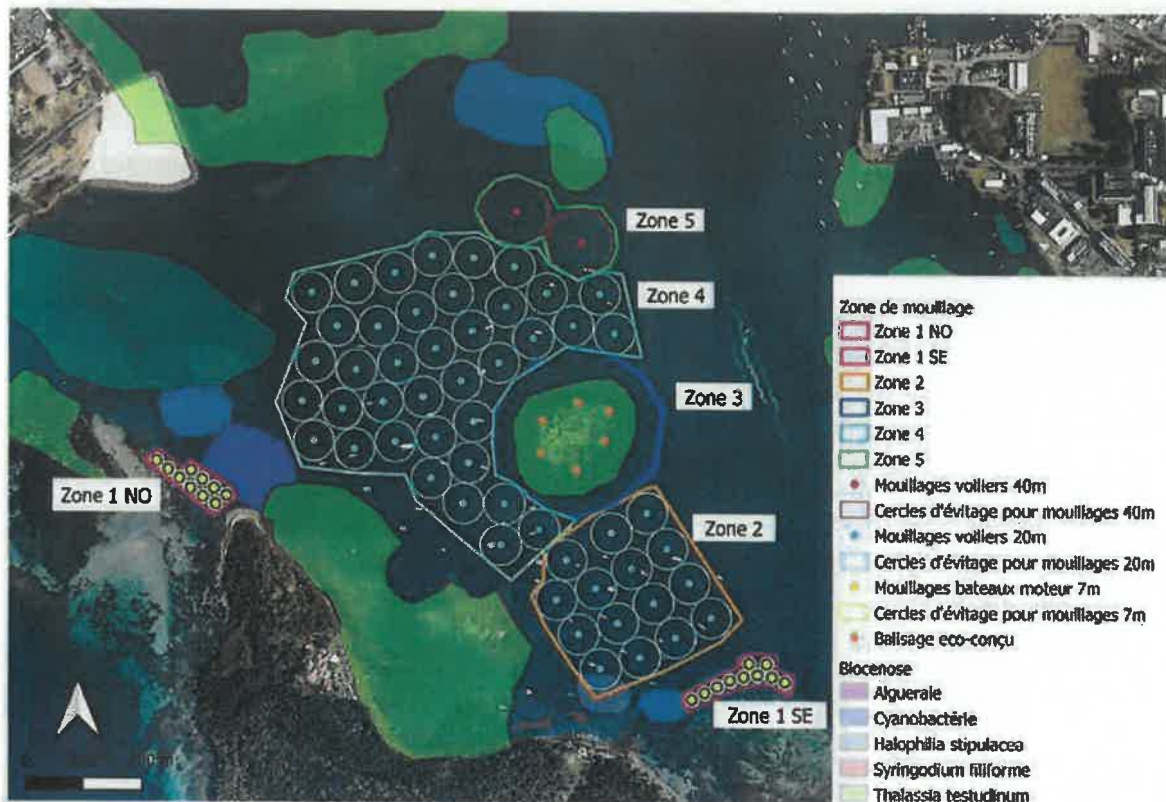 Zone 5
Zone 4
Zone 3
Zone 2
Zone 1 NO
Zone 1 SE
Zone de mouillage
Zone 1 NO
Zone 1 SE
Zone 2
Zone 3
Zone 4
Zone 5
Mouillages voiliers 40m
Cercles d'évitage pour mouillages 40m
Mouillages voiliers 20m
Cercles d'évitage pour mouillages 20m
Mouillages bateaux moteur 7m
Cercles d'évitage pour mouillages 7m
Balisage eco-conçu
Biocenose
Alguerale
Cyanobactérie
Halophilia stipulacea
Syringodium filiforme
Thalassia testudinum